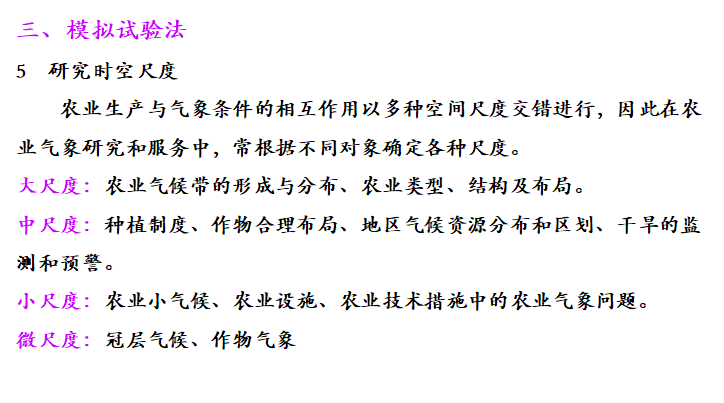 三、模拟试验法
5 研究时空尺度
农业生产与气象条件的相互作用以多种空间尺度交错进行，因此在农
业气象研究和服务中，常根据不同对象确定各种尺度。
大尺度：农业气候带的形成与分布、农业类型、结构及布局。
中尺度：种植制度、作物合理布局、地区气候资源分布和区划、干旱的监
测和预警。
小尺度：农业小气候、农业设施、农业技术措施中的农业气象问题。
微尺度：冠层气候、作物气象